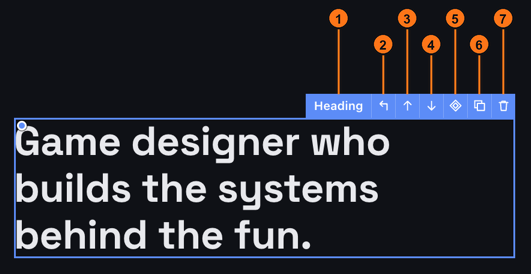 1 3 5 7
2 4 6
Heading
Game designer who
builds the systems
behind the fun.